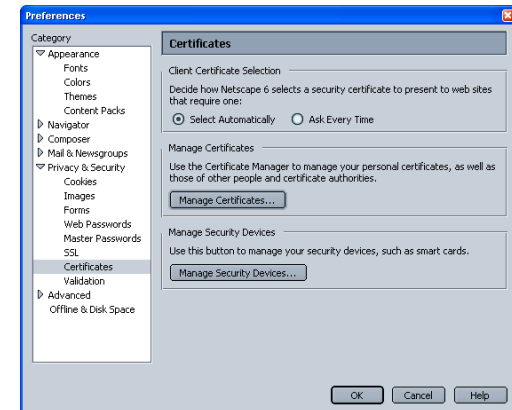 Preferences
Category
Appearance
Fonts
Colors
Themes
Content Packs
Navigator
Composer
Mail & Newsgroups
Privacy & Security
Cookies
Images
Forms
Web Passwords
Master Passwords
SSL
Certificates
Validation
Advanced
Offline & Disk Space
Certificates
Client Certificate Selection
Decide how Netscape 6 selects a security certificate to present to web sites
that require one:
Select Automatically Ask Every Time
Manage Certificates
Use the Certificate Manager to manage your personal certificates, as well as
those of other people and certificate authorities.
Manage Certificates...
Manage Security Devices
Use this button to manage your security devices, such as smart cards.
Manage Security Devices...
OK Cancel Help